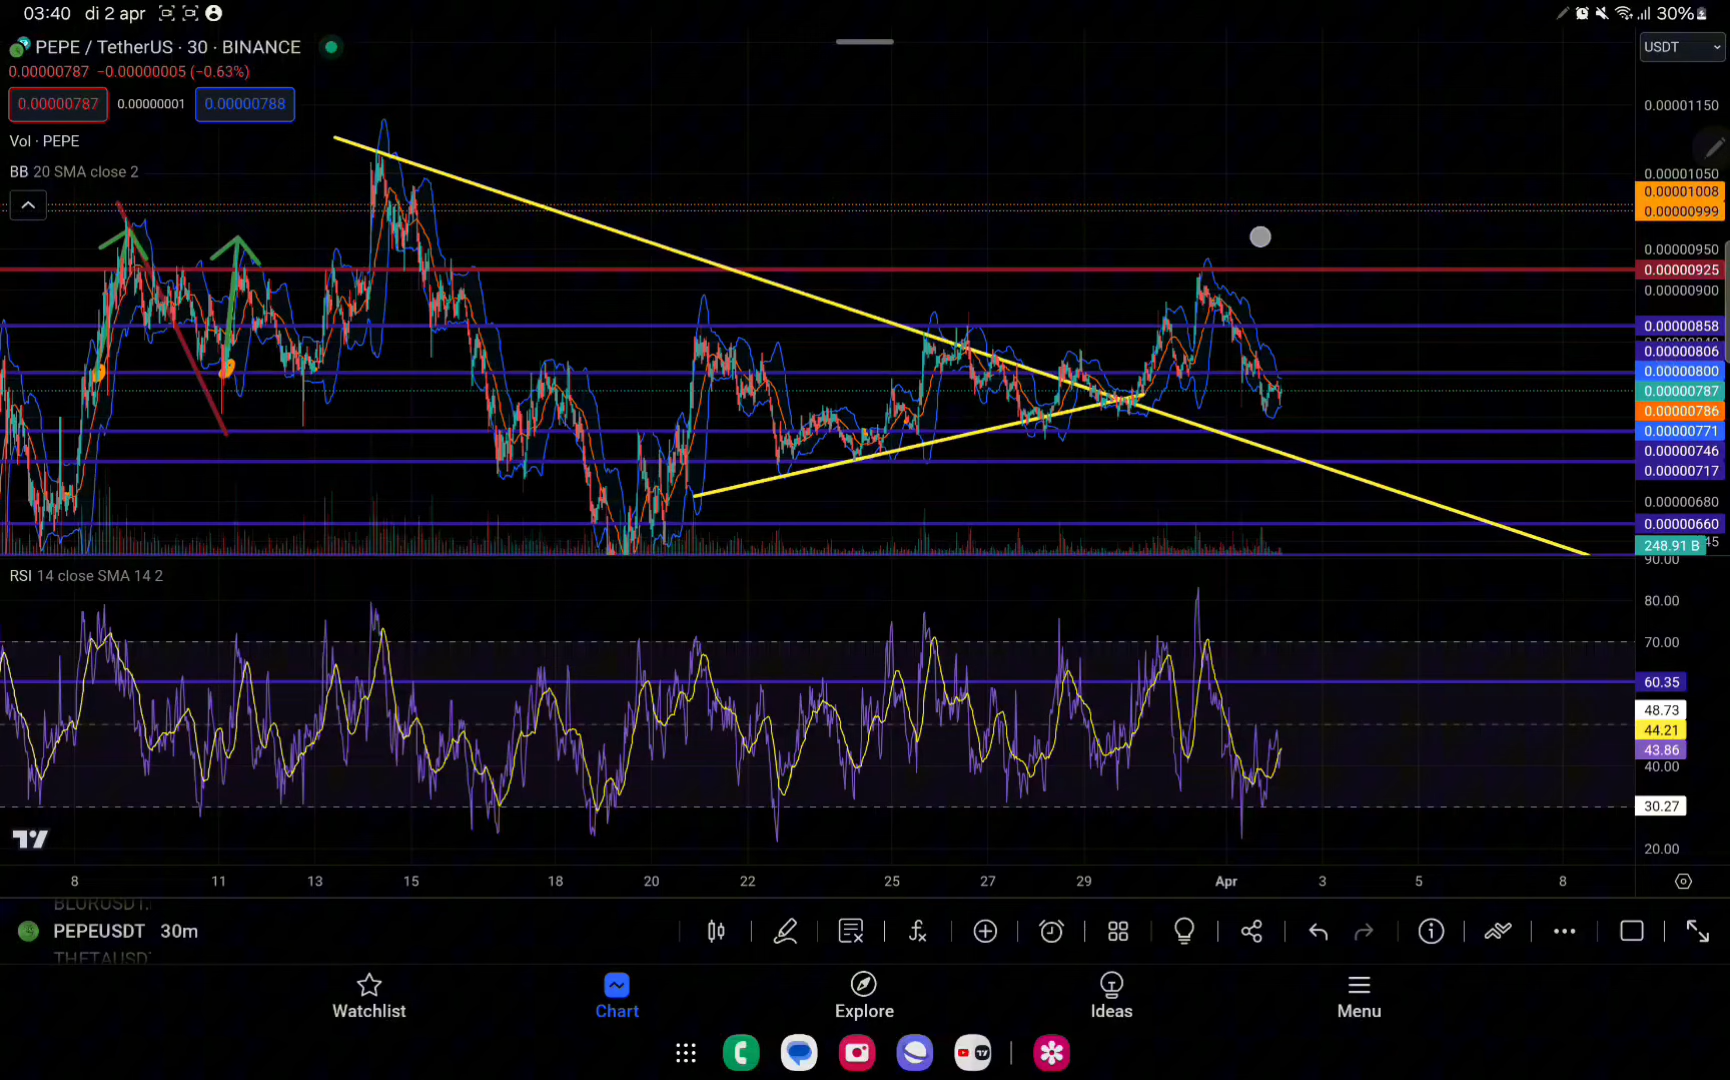 03:40 di 2 apr
30%
PEPE / TetherUS · 30 · BINANCE
USDT
0.00000787 −0.00000005 (−0.63%)
0.00000787 0.00000001 0.00000788
Vol · PEPE
BB 20 SMA close 2
0.00001150
0.00001050
0.00001008
0.00000999
0.00000950
0.00000925
0.00000900
0.00000858
0.00000806
0.00000800
0.00000787
0.00000786
0.00000771
0.00000746
0.00000717
0.00000680
0.00000660
248.91 B
RSI 14 close SMA 14 2
90.00
80.00
70.00
60.35
48.73
44.21
43.86
40.00
30.27
20.00
8 11 13 15 18 20 22 25 27 29 Apr 3 5 8
BLURUSDT
PEPEUSDT 30m
THETAUSDT
Watchlist Chart Explore Ideas Menu